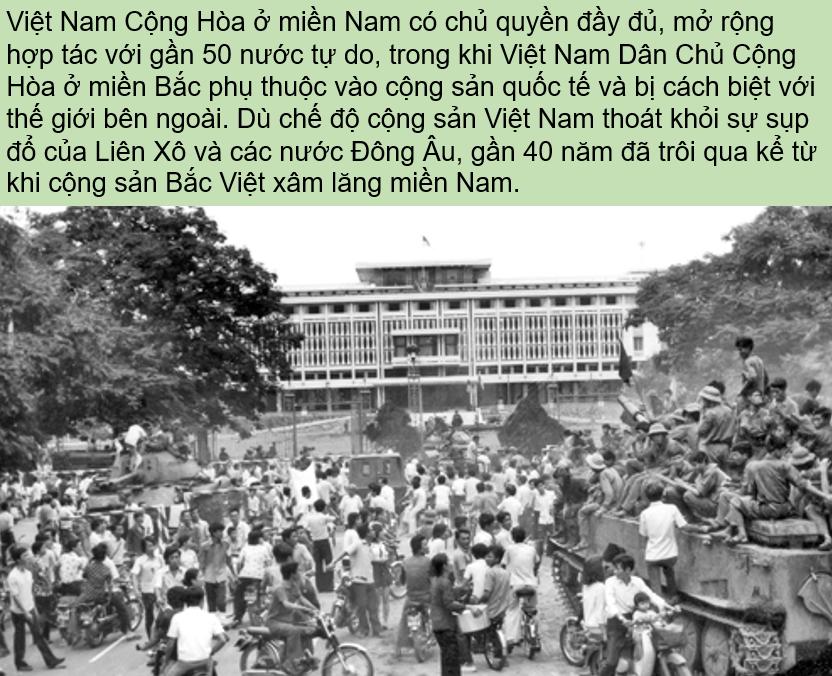 Việt Nam Cộng Hòa ở miền Nam có chủ quyền đầy đủ, mở rộng
hợp tác với gần 50 nước tự do, trong khi Việt Nam Dân Chủ Cộng
Hòa ở miền Bắc phụ thuộc vào cộng sản quốc tế và bị cách biệt với
thế giới bên ngoài. Dù chế độ cộng sản Việt Nam thoát khỏi sự sụp
đổ của Liên Xô và các nước Đông Âu, gần 40 năm đã trôi qua kể từ
khi cộng sản Bắc Việt xâm lăng miền Nam.